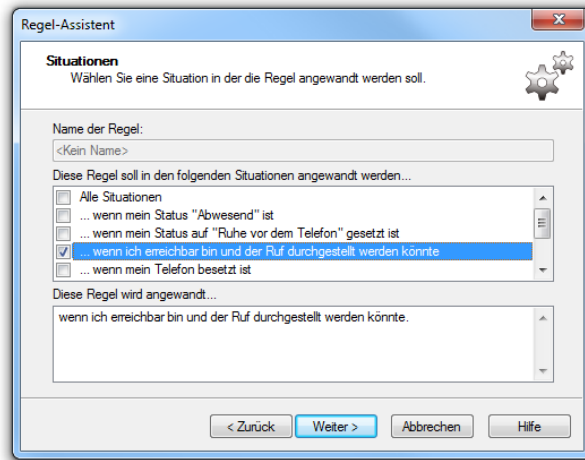 Regel-Assistent
Situationen
Wählen Sie eine Situation in der die Regel angewandt werden soll.
Name der Regel:
<Kein Name>
Diese Regel soll in den folgenden Situationen angewandt werden...
Alle Situationen
... wenn mein Status "Abwesend" ist
... wenn mein Status auf "Ruhe vor dem Telefon" gesetzt ist
... wenn ich erreichbar bin und der Ruf durchgestellt werden könnte
... wenn mein Telefon besetzt ist
Diese Regel wird angewandt...
wenn ich erreichbar bin und der Ruf durchgestellt werden könnte.
< Zurück Weiter > Abbrechen Hilfe